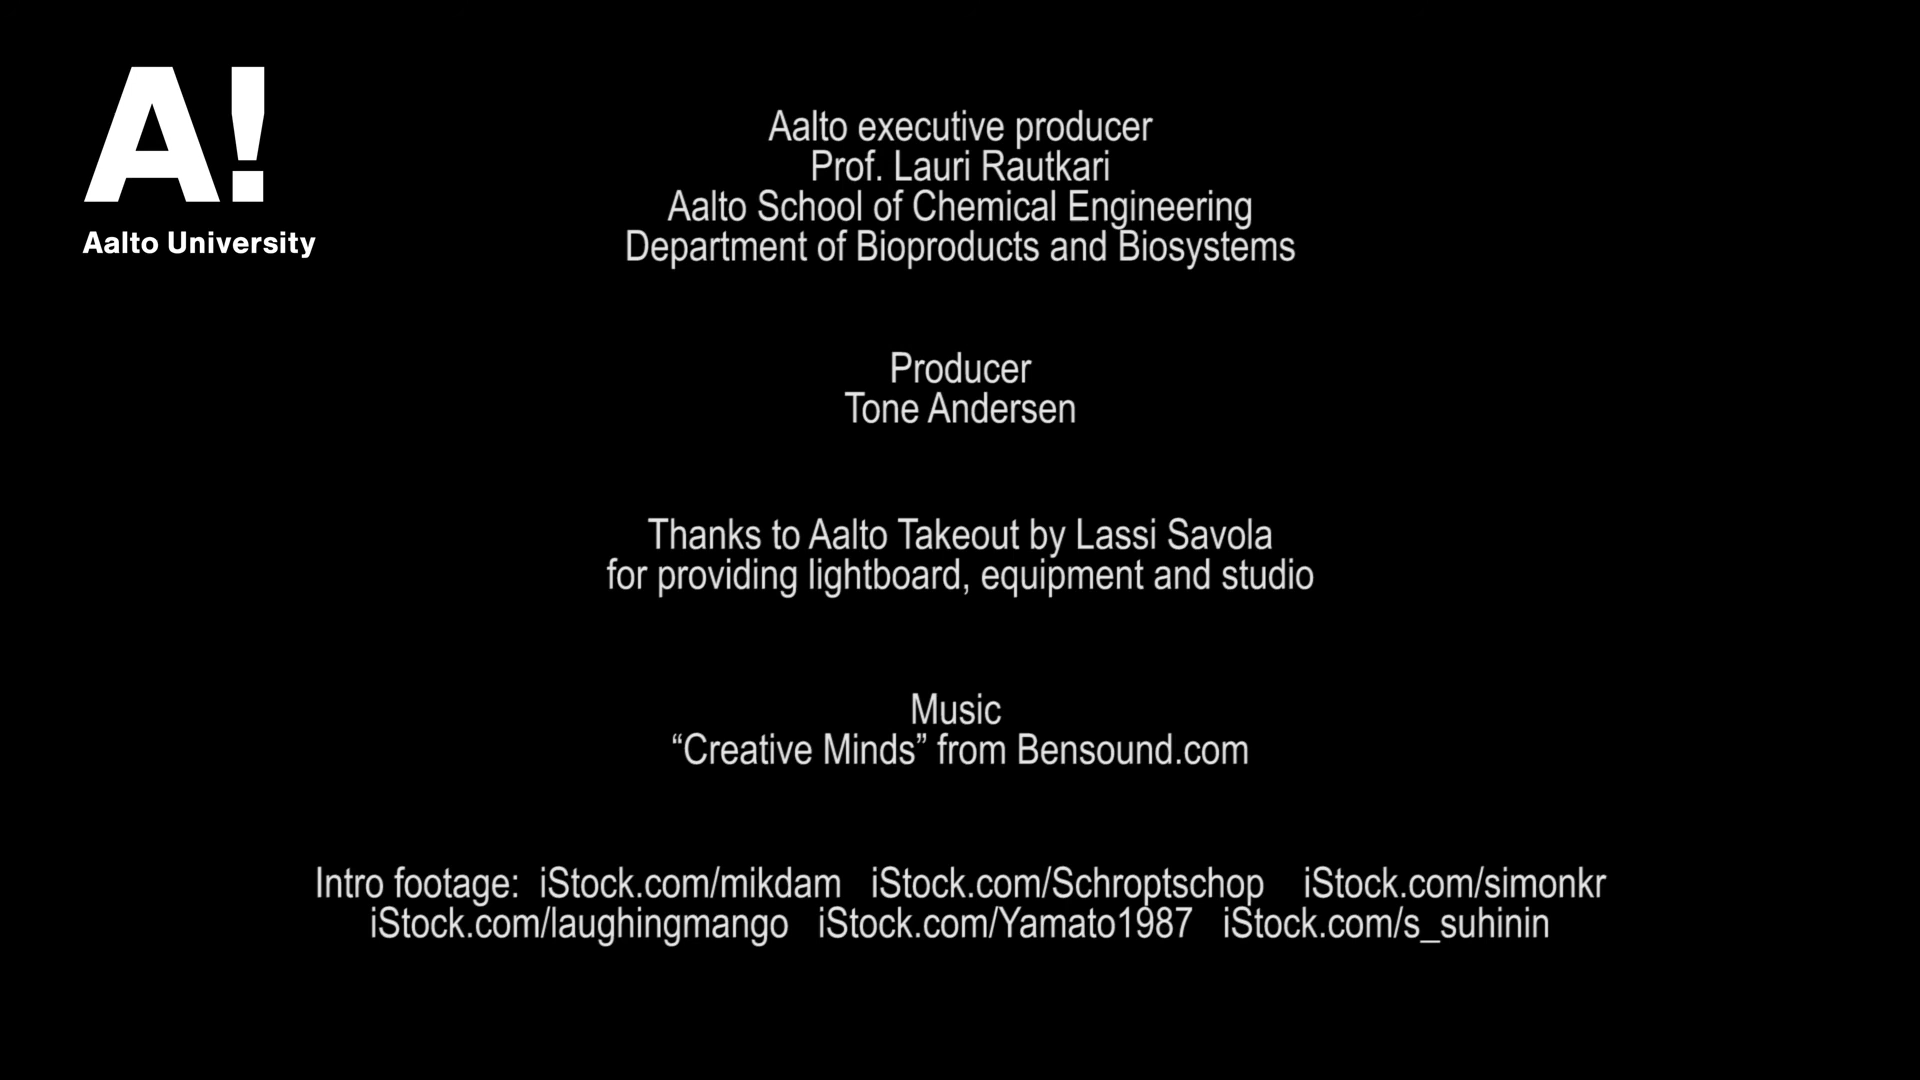 A!
Aalto University
Aalto executive producer
Prof. Lauri Rautkari
Aalto School of Chemical Engineering
Department of Bioproducts and Biosystems
Producer
Tone Andersen
Thanks to Aalto Takeout by Lassi Savola
for providing lightboard, equipment and studio
Music
“Creative Minds” from Bensound.com
Intro footage: iStock.com/mikdam iStock.com/Schroptschop iStock.com/simonkr
iStock.com/laughingmango iStock.com/Yamato1987 iStock.com/s_suhinin